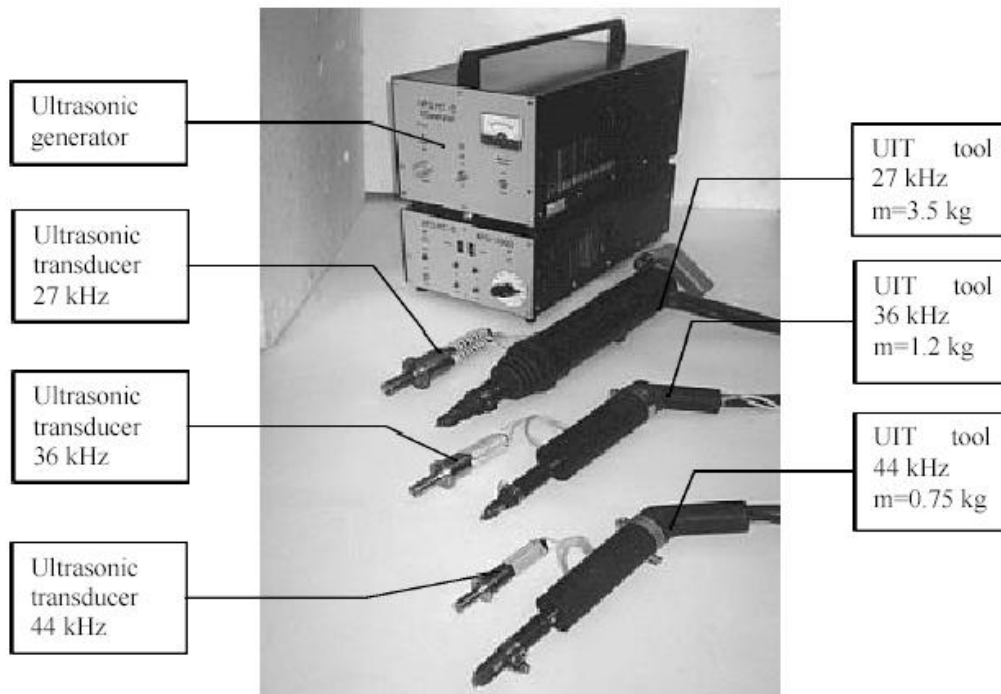 Ultrasonic
generator
Ultrasonic
transducer
27 kHz
Ultrasonic
transducer
36 kHz
Ultrasonic
transducer
44 kHz
UIT tool
27 kHz
m=3.5 kg
UIT tool
36 kHz
m=1.2 kg
UIT tool
44 kHz
m=0.75 kg